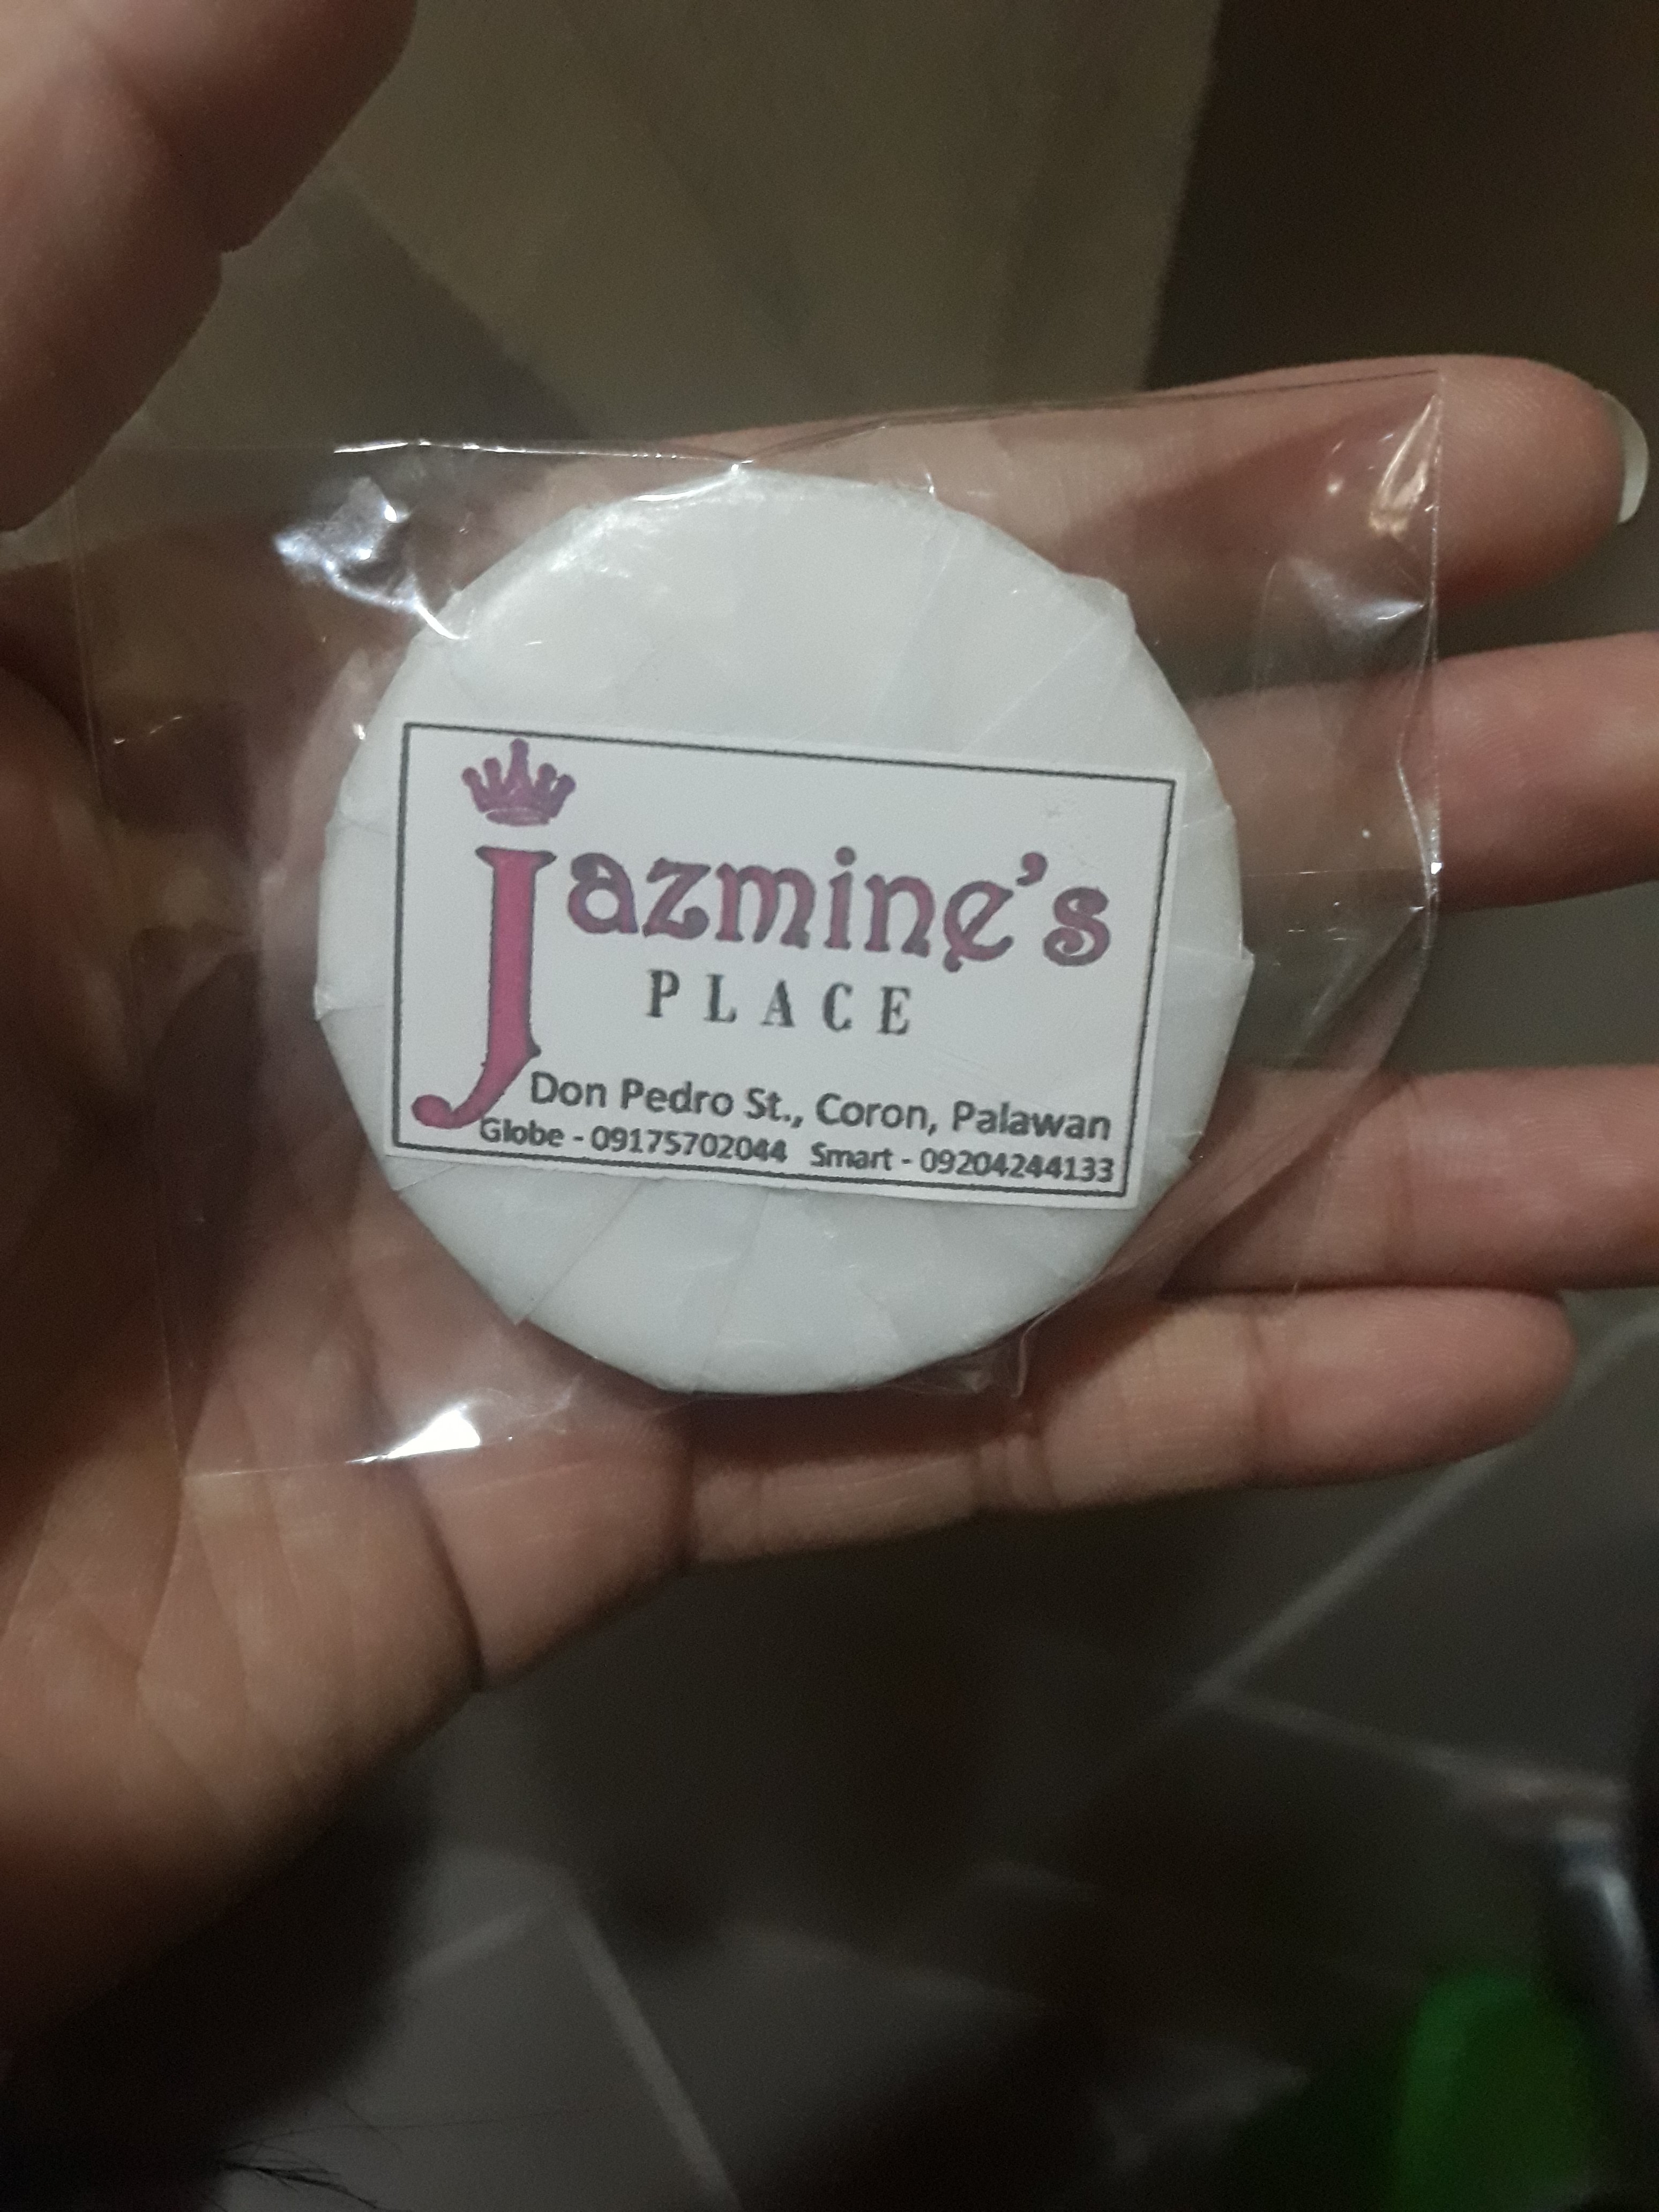 Jazmine's
PLACE
Don Pedro St., Coron, Palawan
Globe - 09175702044 Smart - 09204244133